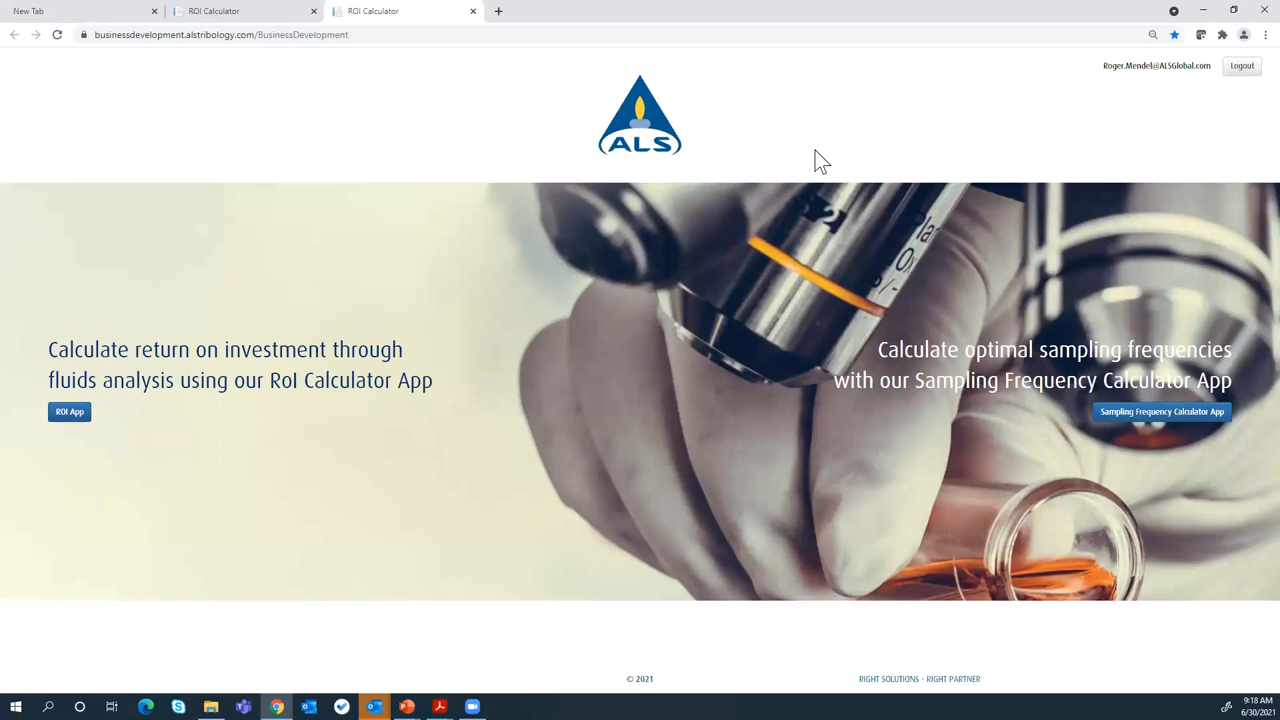 New Tab
ROI Calculator
ROI Calculator
businessdevelopment.alstribology.com/BusinessDevelopment
Roger.Mendel@ALSGlobal.com
Logout
ALS
Calculate return on investment through
fluids analysis using our RoI Calculator App
ROI App
Calculate optimal sampling frequencies
with our Sampling Frequency Calculator App
Sampling Frequency Calculator App
© 2021
RIGHT SOLUTIONS - RIGHT PARTNER
9:18 AM
6/30/2021